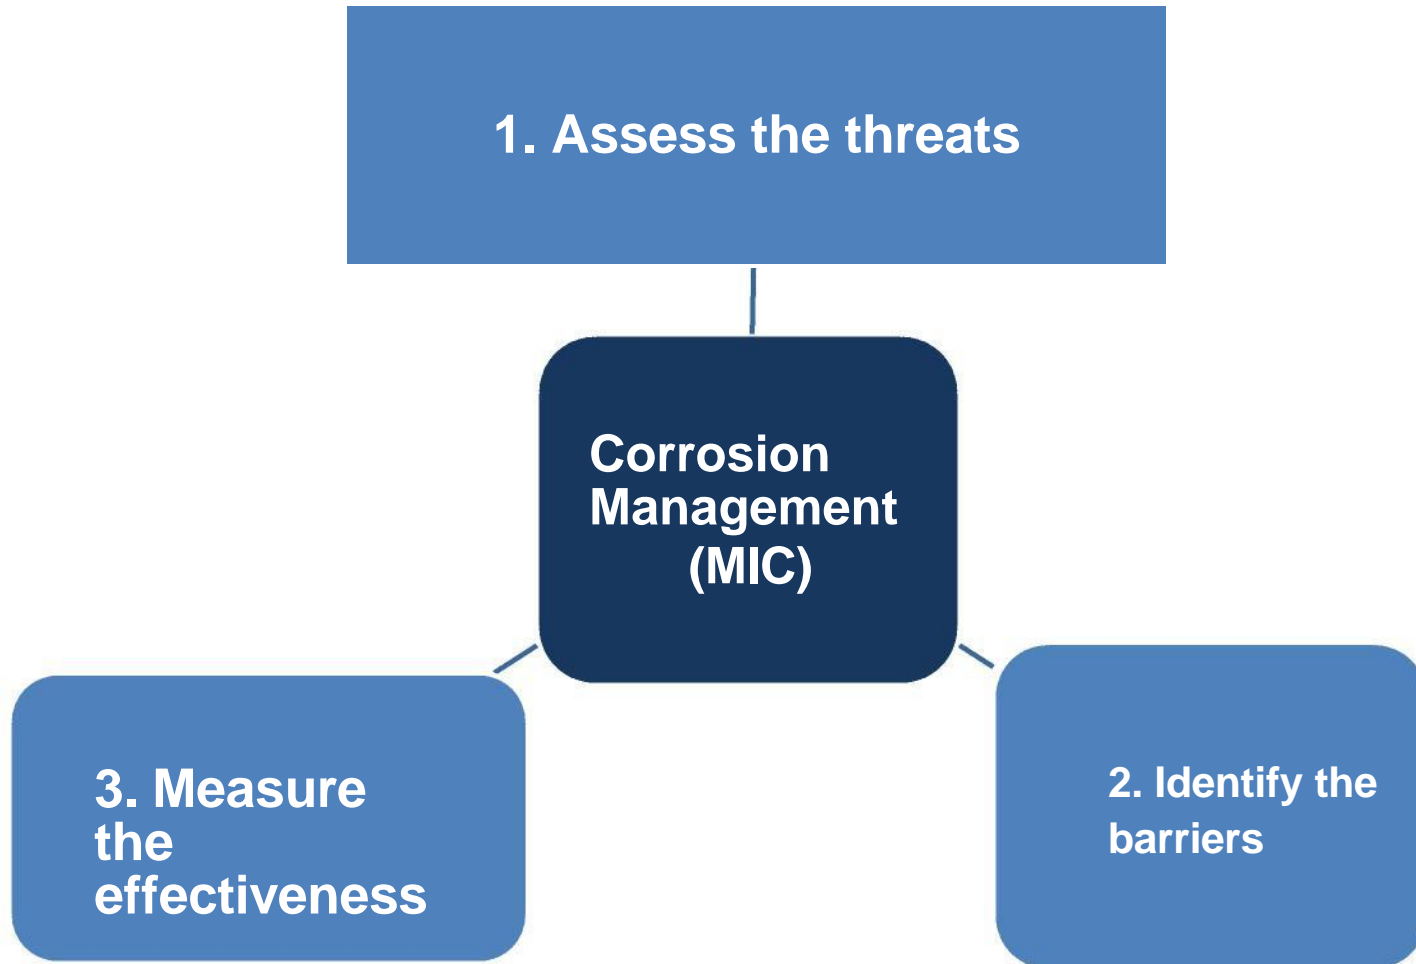 1. Assess the threats
Corrosion
Management
(MIC)
3. Measure
the
effectiveness
2. Identify the
barriers